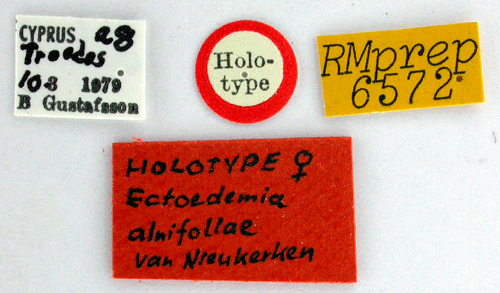 CYPRUS 28
Troodos
10 8 1979
B Gustafsson
Holo-
type
RMprep
6572
HOLOTYPE ♀
Ectoedemia
alnifoliae
van Nieukerken